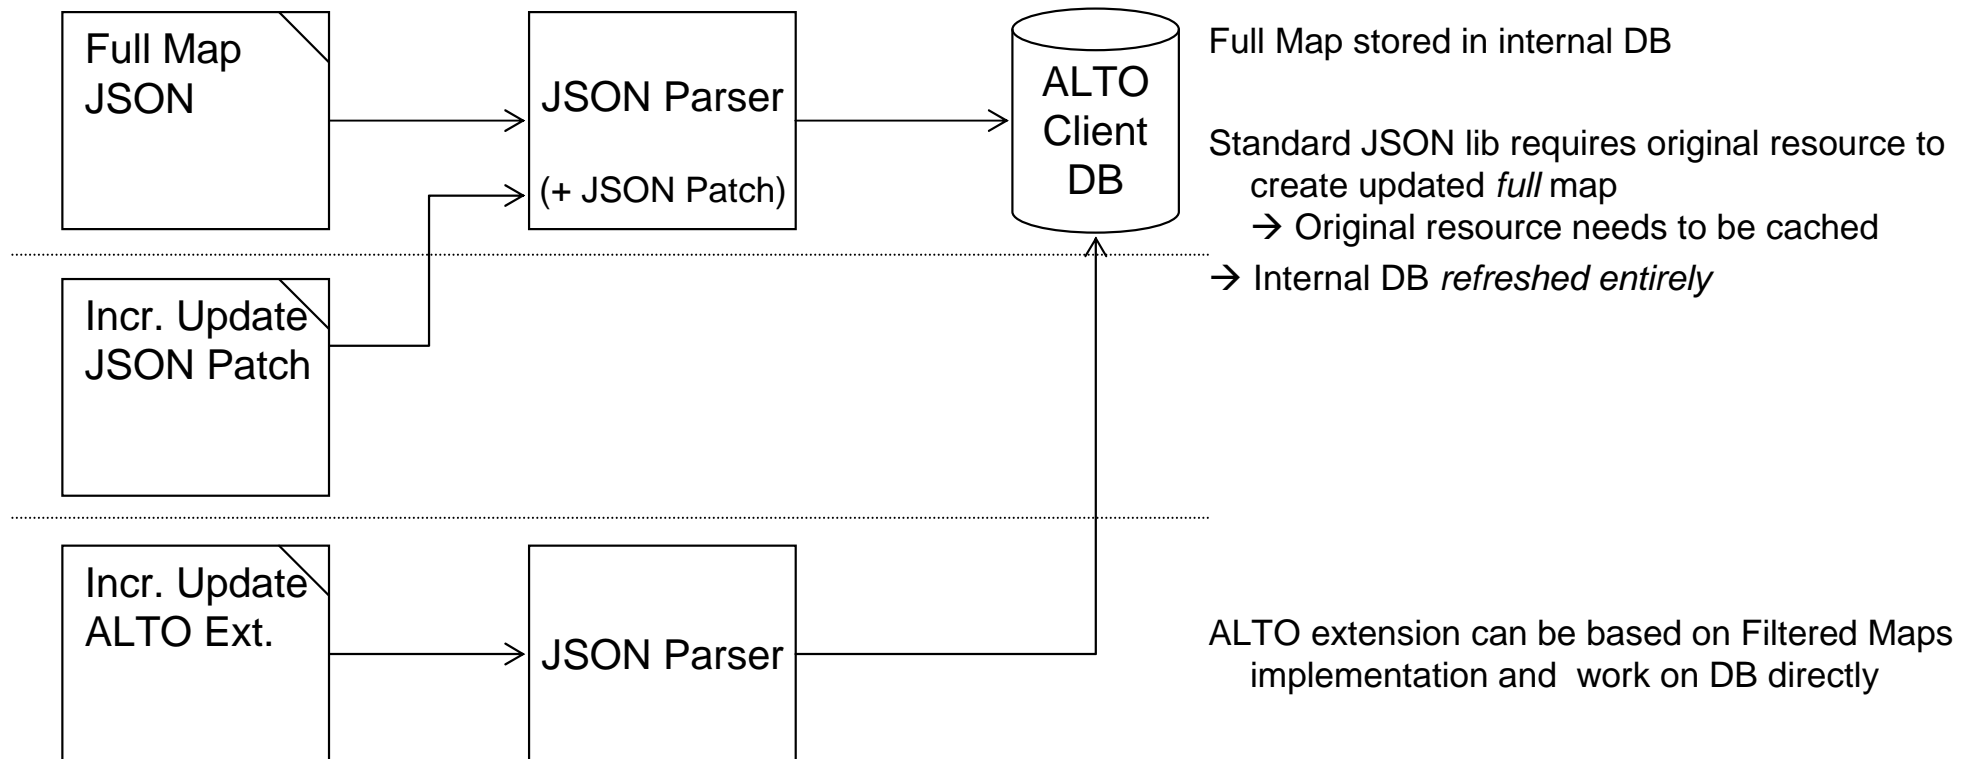 Full Map
JSON
JSON Parser
(+ JSON Patch)
ALTO
Client
DB
Full Map stored in internal DB
Standard JSON lib requires original resource to
create updated full map
→ Original resource needs to be cached
→ Internal DB refreshed entirely
Incr. Update
JSON Patch
Incr. Update
ALTO Ext.
JSON Parser
ALTO extension can be based on Filtered Maps
implementation and work on DB directly